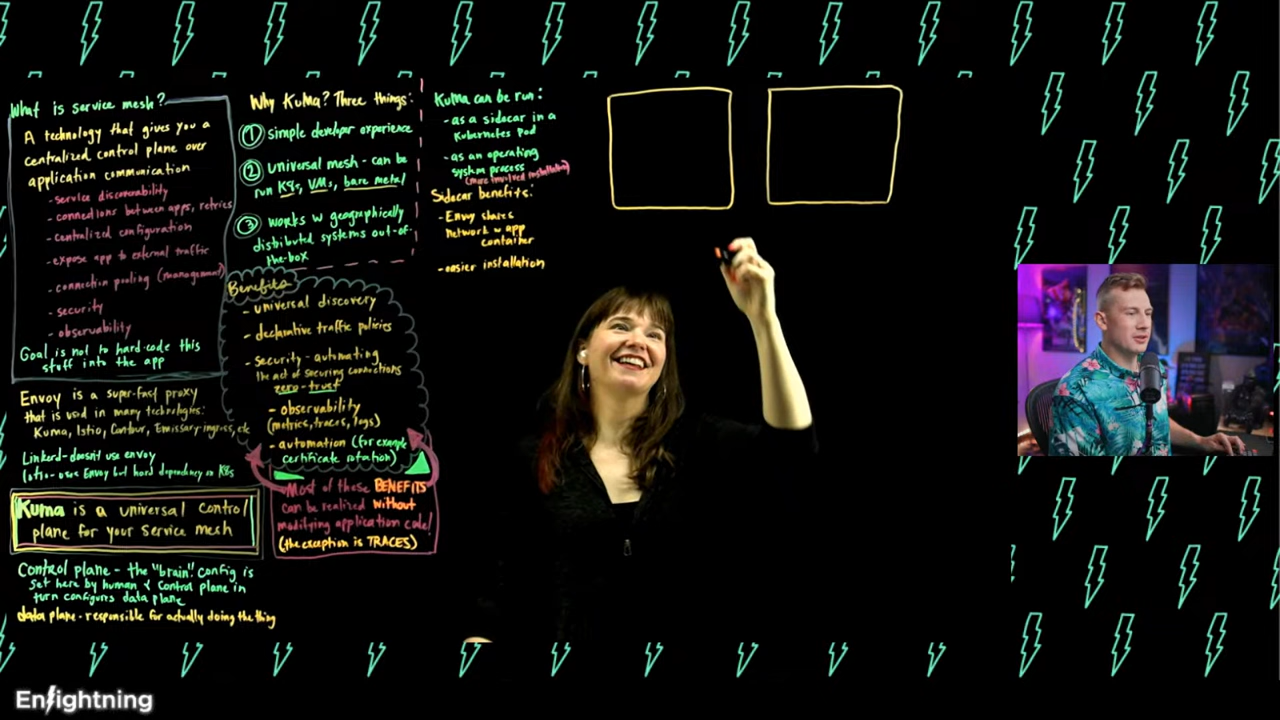 What is service mesh?
A technology that gives you a
centralized control plane over
application communication
- service discoverability
- connections between apps, retries
- centralized configuration
- expose app to external traffic
- connection pooling (management)
- security
- observability
Goal is not to hard-code this
stuff into the app
Envoy is a super-fast proxy
that is used in many technologies:
Kuma, Istio, Contour, Emissary-ingress, etc
Linkerd - doesn't use envoy
Istio - uses Envoy but hard dependency on K8s
Kuma is a universal control
plane for your service mesh
Control plane - the "brain". Config is
set here by human & control plane in
turn configures data plane
data plane - responsible for actually doing the thing
Why Kuma? Three things:
① simple developer experience
② universal mesh - can be
run K8s, VMs, bare metal
③ works w geographically
distributed systems out-of-
the-box
Benefits
- universal discovery
- declarative traffic policies
- security - automating
the act of securing connections
zero-trust
- observability
(metrics, traces, logs)
- automation (for example
certificate rotation)
Most of these BENEFITS
can be realized without
modifying application code!
(the exception is TRACES)
Kuma can be run:
- as a sidecar in a
Kubernetes pod
- as an operating
system process
(more involved installation)
Sidecar benefits:
- Envoy shares
network w app
container
- easier installation
Enlightning